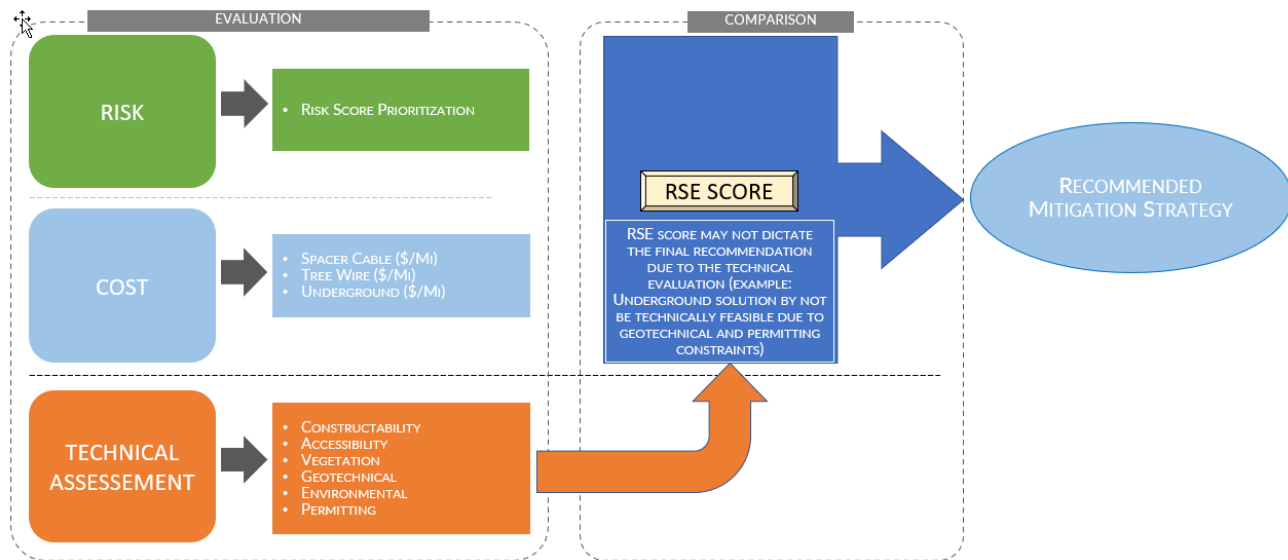 EVALUATION
COMPARISON
RISK
• Risk Score Prioritization
COST
• Spacer Cable ($/Mi)
• Tree Wire ($/Mi)
• Underground ($/Mi)
TECHNICAL
ASSESSEMENT
• Constructability
• Accessibility
• Vegetation
• Geotechnical
• Environmental
• Permitting
RSE SCORE
RSE score may not dictate
the final recommendation
due to the technical
evaluation (example:
Underground solution by not
be technically feasible due to
geotechnical and permitting
constraints)
Recommended
Mitigation Strategy